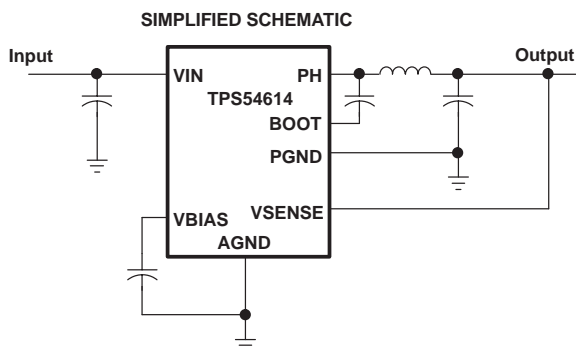 SIMPLIFIED SCHEMATIC
Input
Output
VIN
PH
TPS54614
BOOT
PGND
VSENSE
VBIAS
AGND